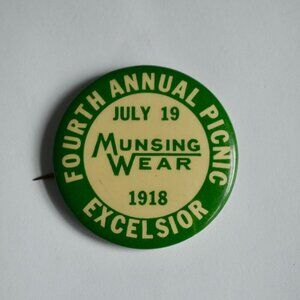 FOURTH ANNUAL PICNIC
JULY 19
MUNSING
WEAR
1918
EXCELSIOR